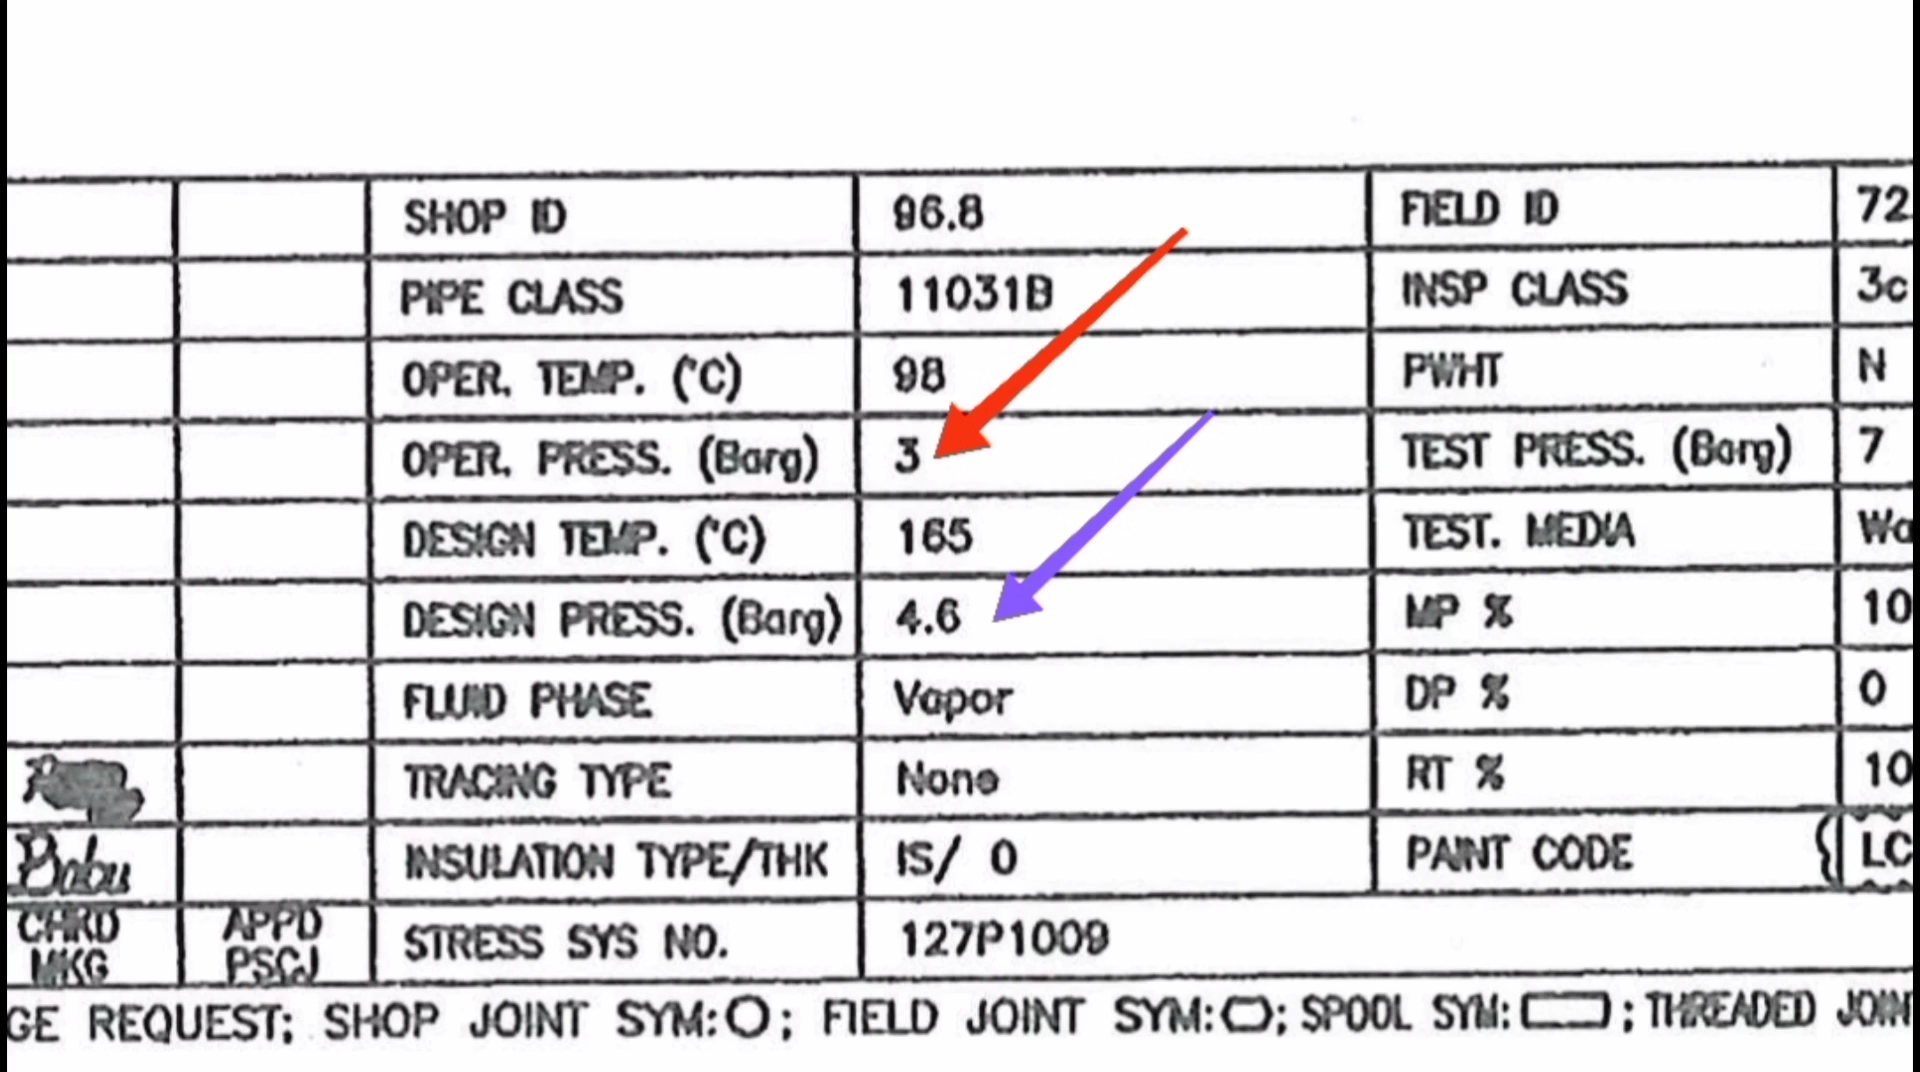 SHOP ID 96.8 FIELD ID 72
PIPE CLASS 11031B INSP CLASS 3c
OPER. TEMP. (°C) 98 PWHT N
OPER. PRESS. (Barg) 3 TEST PRESS. (Barg) 7
DESIGN TEMP. (°C) 165 TEST. MEDIA Wa
DESIGN PRESS. (Barg) 4.6 MP % 10
FLUID PHASE Vapor DP % 0
TRACING TYPE None RT % 10
Babu INSULATION TYPE/THK IS/ 0 PAINT CODE LC
CHKD APPD
MKG PSCJ STRESS SYS NO. 127P1009
GE REQUEST; SHOP JOINT SYM: ; FIELD JOINT SYM: ; SPOOL SYM: ; THREADED JOIN